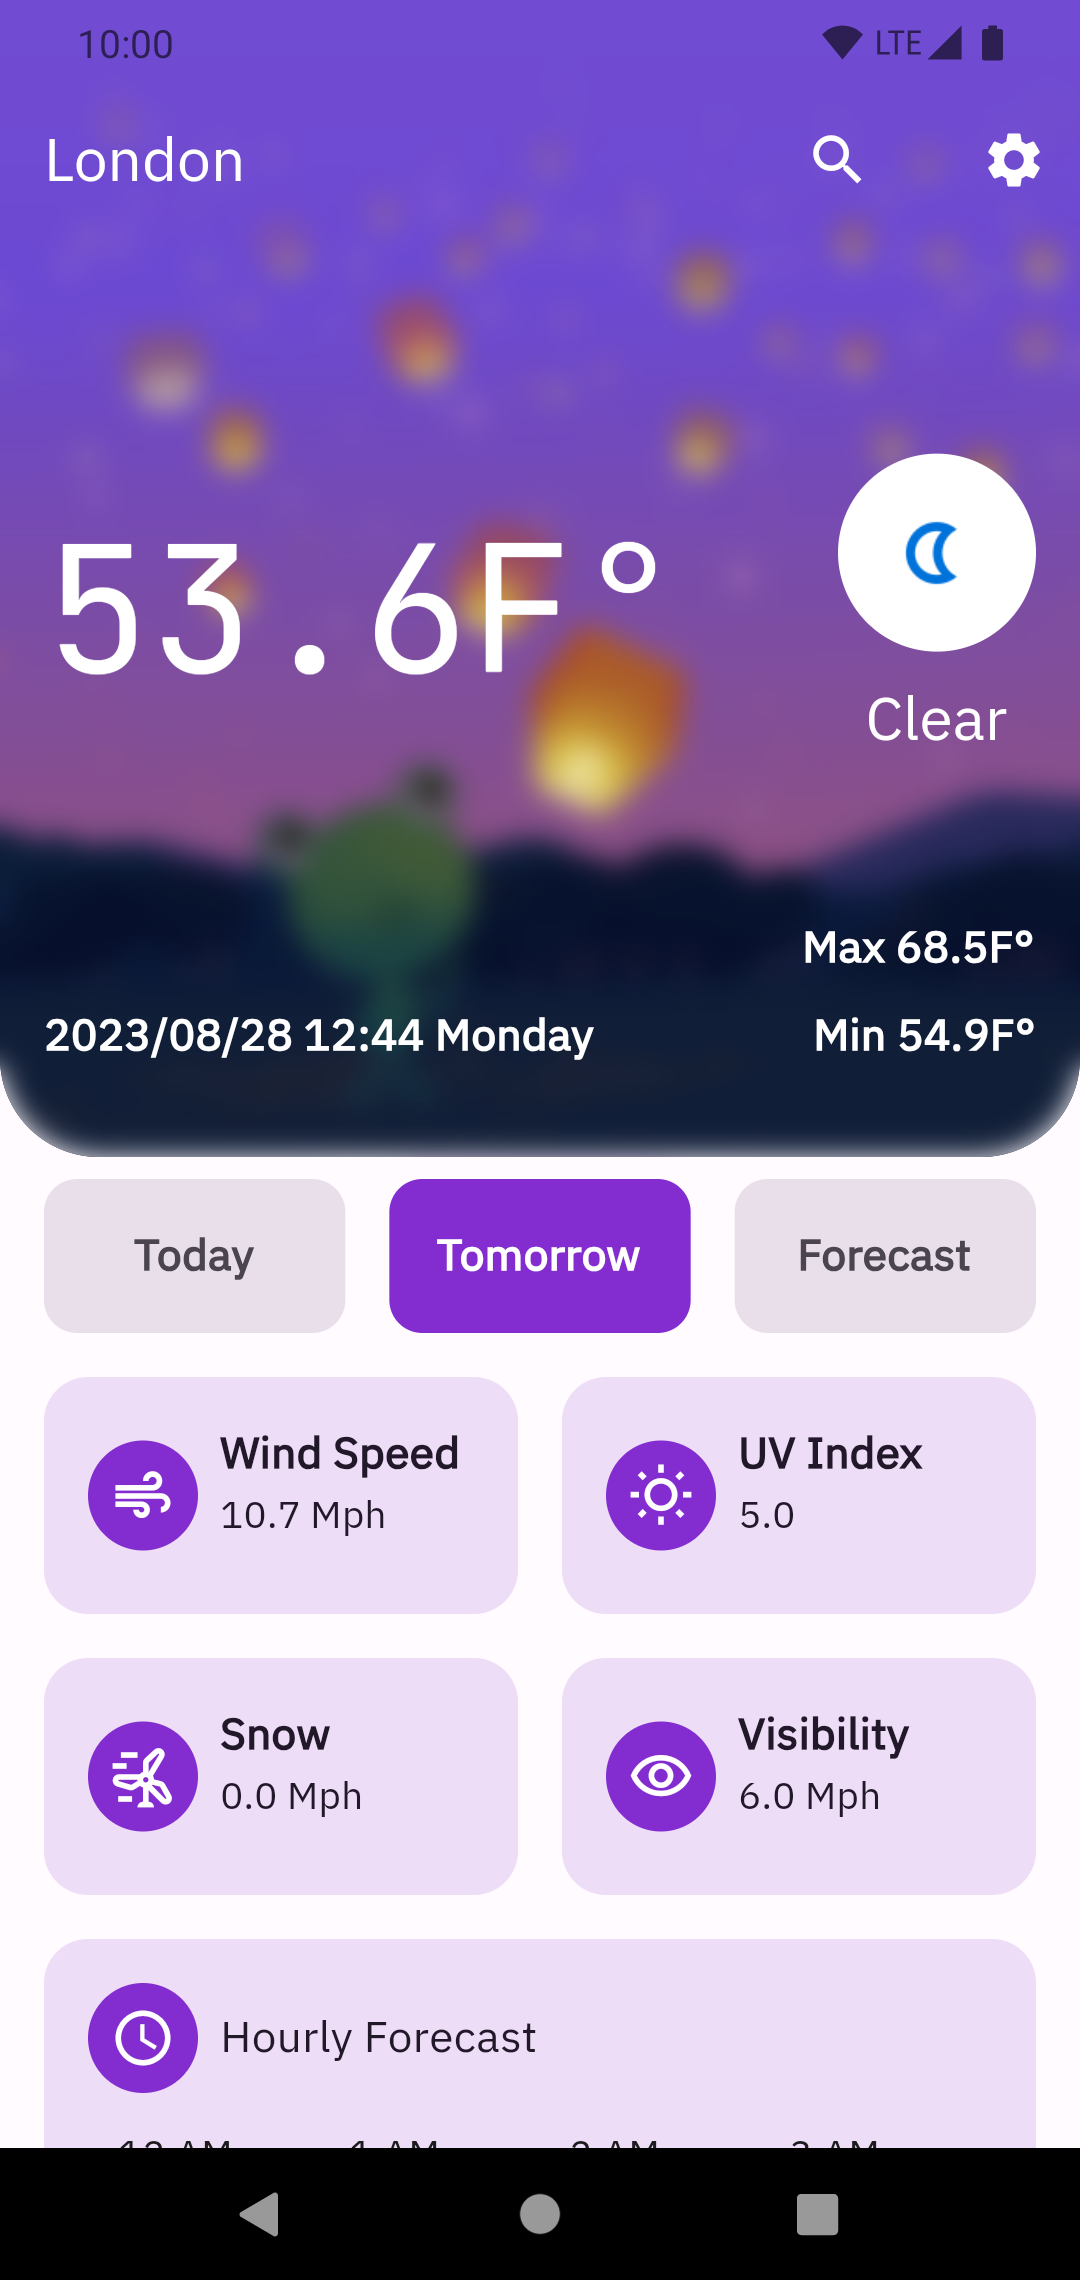 10:00
LTE
London
53.6F°
Clear
Max 68.5F°
2023/08/28 12:44 Monday
Min 54.9F°
Today
Tomorrow
Forecast
Wind Speed
10.7 Mph
UV Index
5.0
Snow
0.0 Mph
Visibility
6.0 Mph
Hourly Forecast
1 AM